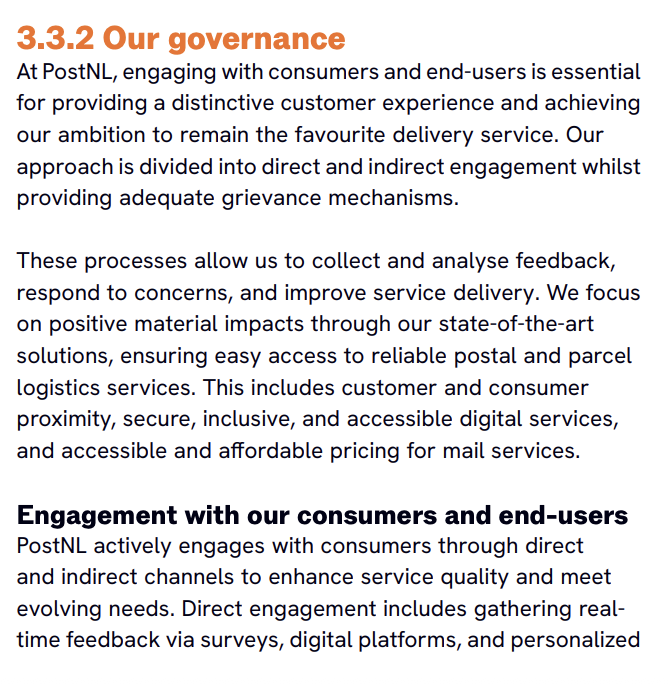 3.3.2 Our governance
At PostNL, engaging with consumers and end-users is essential
for providing a distinctive customer experience and achieving
our ambition to remain the favourite delivery service. Our
approach is divided into direct and indirect engagement whilst
providing adequate grievance mechanisms.
These processes allow us to collect and analyse feedback,
respond to concerns, and improve service delivery. We focus
on positive material impacts through our state-of-the-art
solutions, ensuring easy access to reliable postal and parcel
logistics services. This includes customer and consumer
proximity, secure, inclusive, and accessible digital services,
and accessible and affordable pricing for mail services.
Engagement with our consumers and end-users
PostNL actively engages with consumers through direct
and indirect channels to enhance service quality and meet
evolving needs. Direct engagement includes gathering real-
time feedback via surveys, digital platforms, and personalized